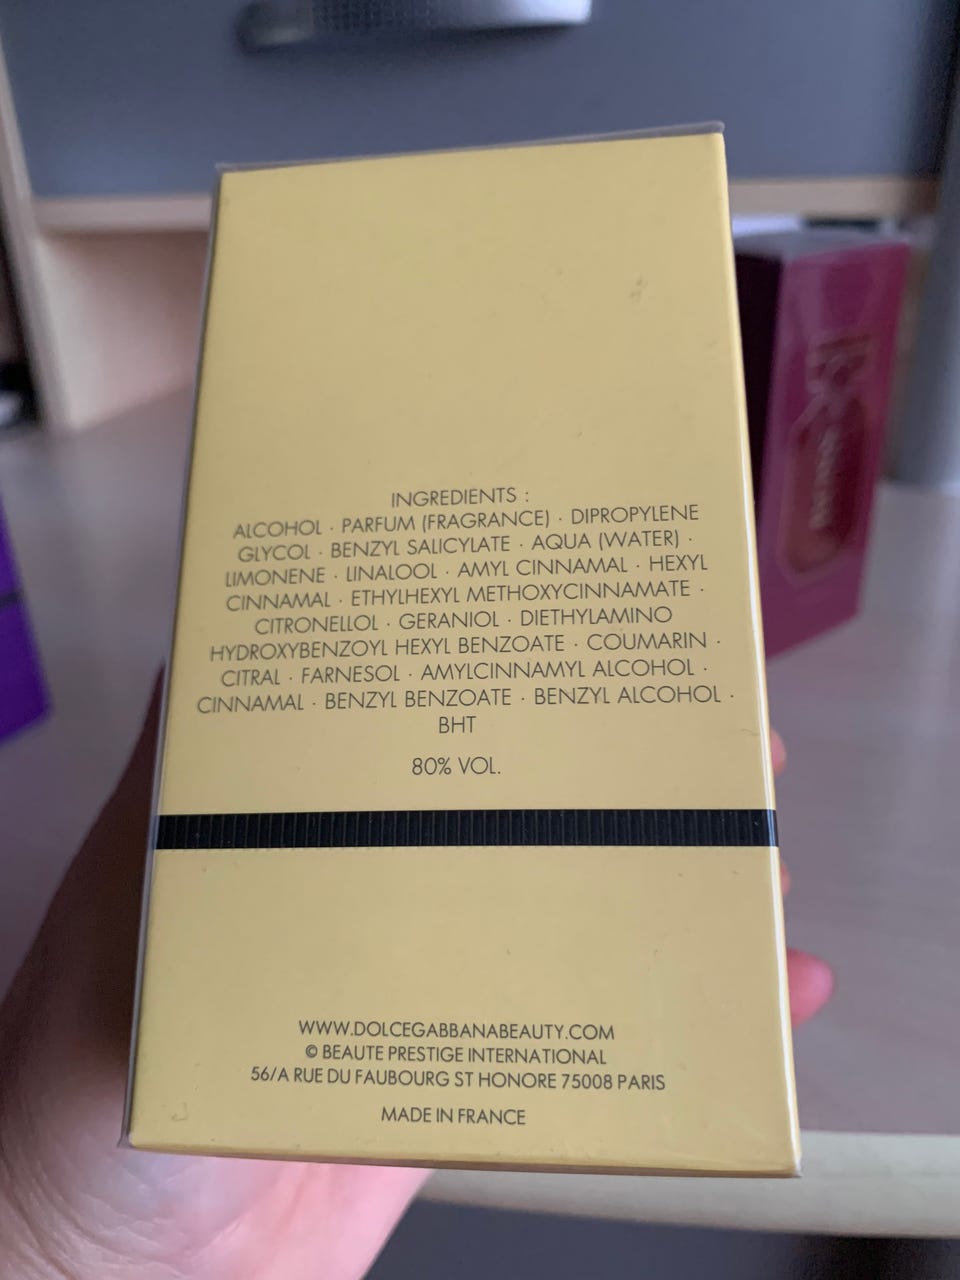 INGREDIENTS :
ALCOHOL · PARFUM (FRAGRANCE) · DIPROPYLENE
GLYCOL · BENZYL SALICYLATE · AQUA (WATER) ·
LIMONENE · LINALOOL · AMYL CINNAMAL · HEXYL
CINNAMAL · ETHYLHEXYL METHOXYCINNAMATE ·
CITRONELLOL · GERANIOL · DIETHYLAMINO
HYDROXYBENZOYL HEXYL BENZOATE · COUMARIN ·
CITRAL · FARNESOL · AMYLCINNAMYL ALCOHOL ·
CINNAMAL · BENZYL BENZOATE · BENZYL ALCOHOL ·
BHT
80% VOL.
WWW.DOLCEGABBANABEAUTY.COM
© BEAUTE PRESTIGE INTERNATIONAL
56/A RUE DU FAUBOURG ST HONORE 75008 PARIS
MADE IN FRANCE